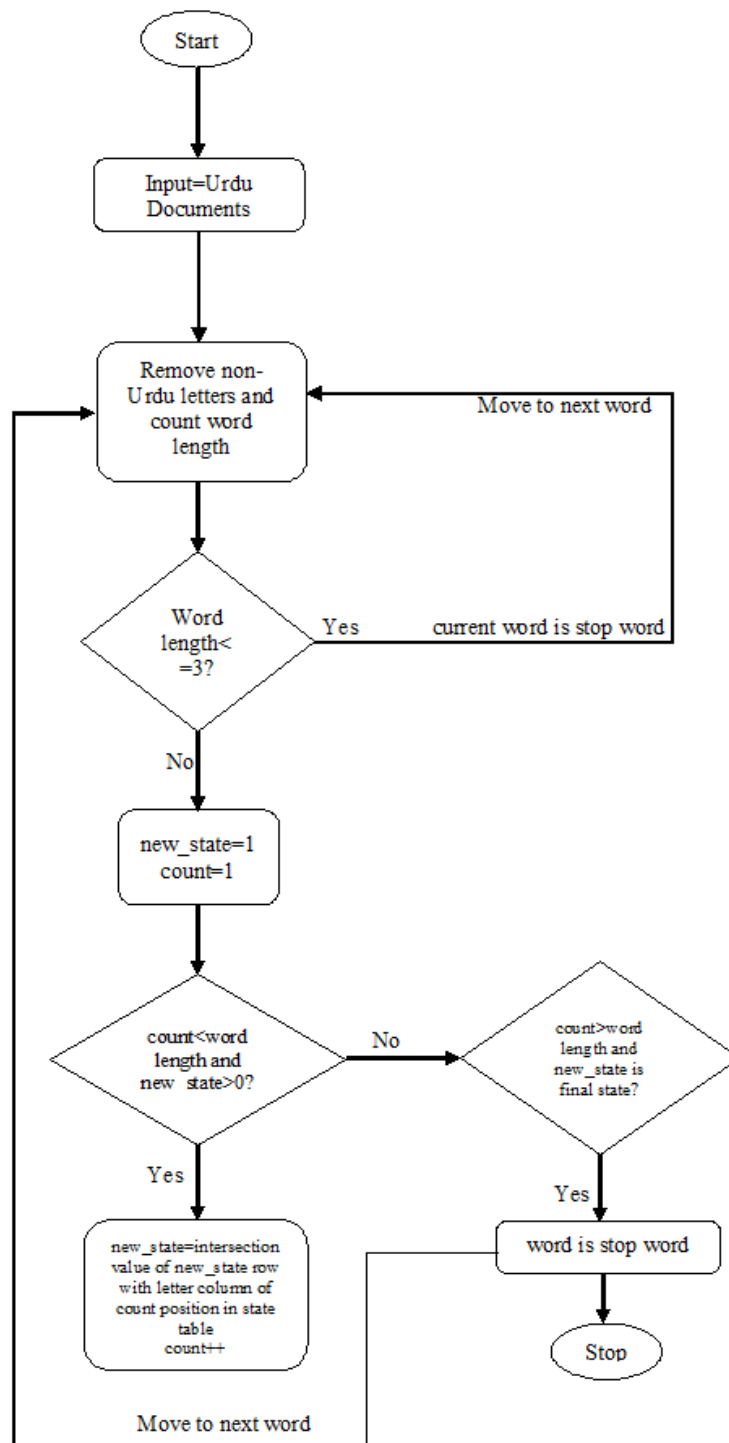 Start
Input=Urdu
Documents
Remove non-
Urdu letters and
count word
length
Move to next word
Word
length<
=3?
Yes
current word is stop word
No
new_state=1
count=1
count<word
length and
new_state>0?
No
count>word
length and
new_state is
final state?
Yes
Yes
new_state=intersection
value of new_state row
with letter column of
count position in state
table
count++
word is stop word
Stop
Move to next word